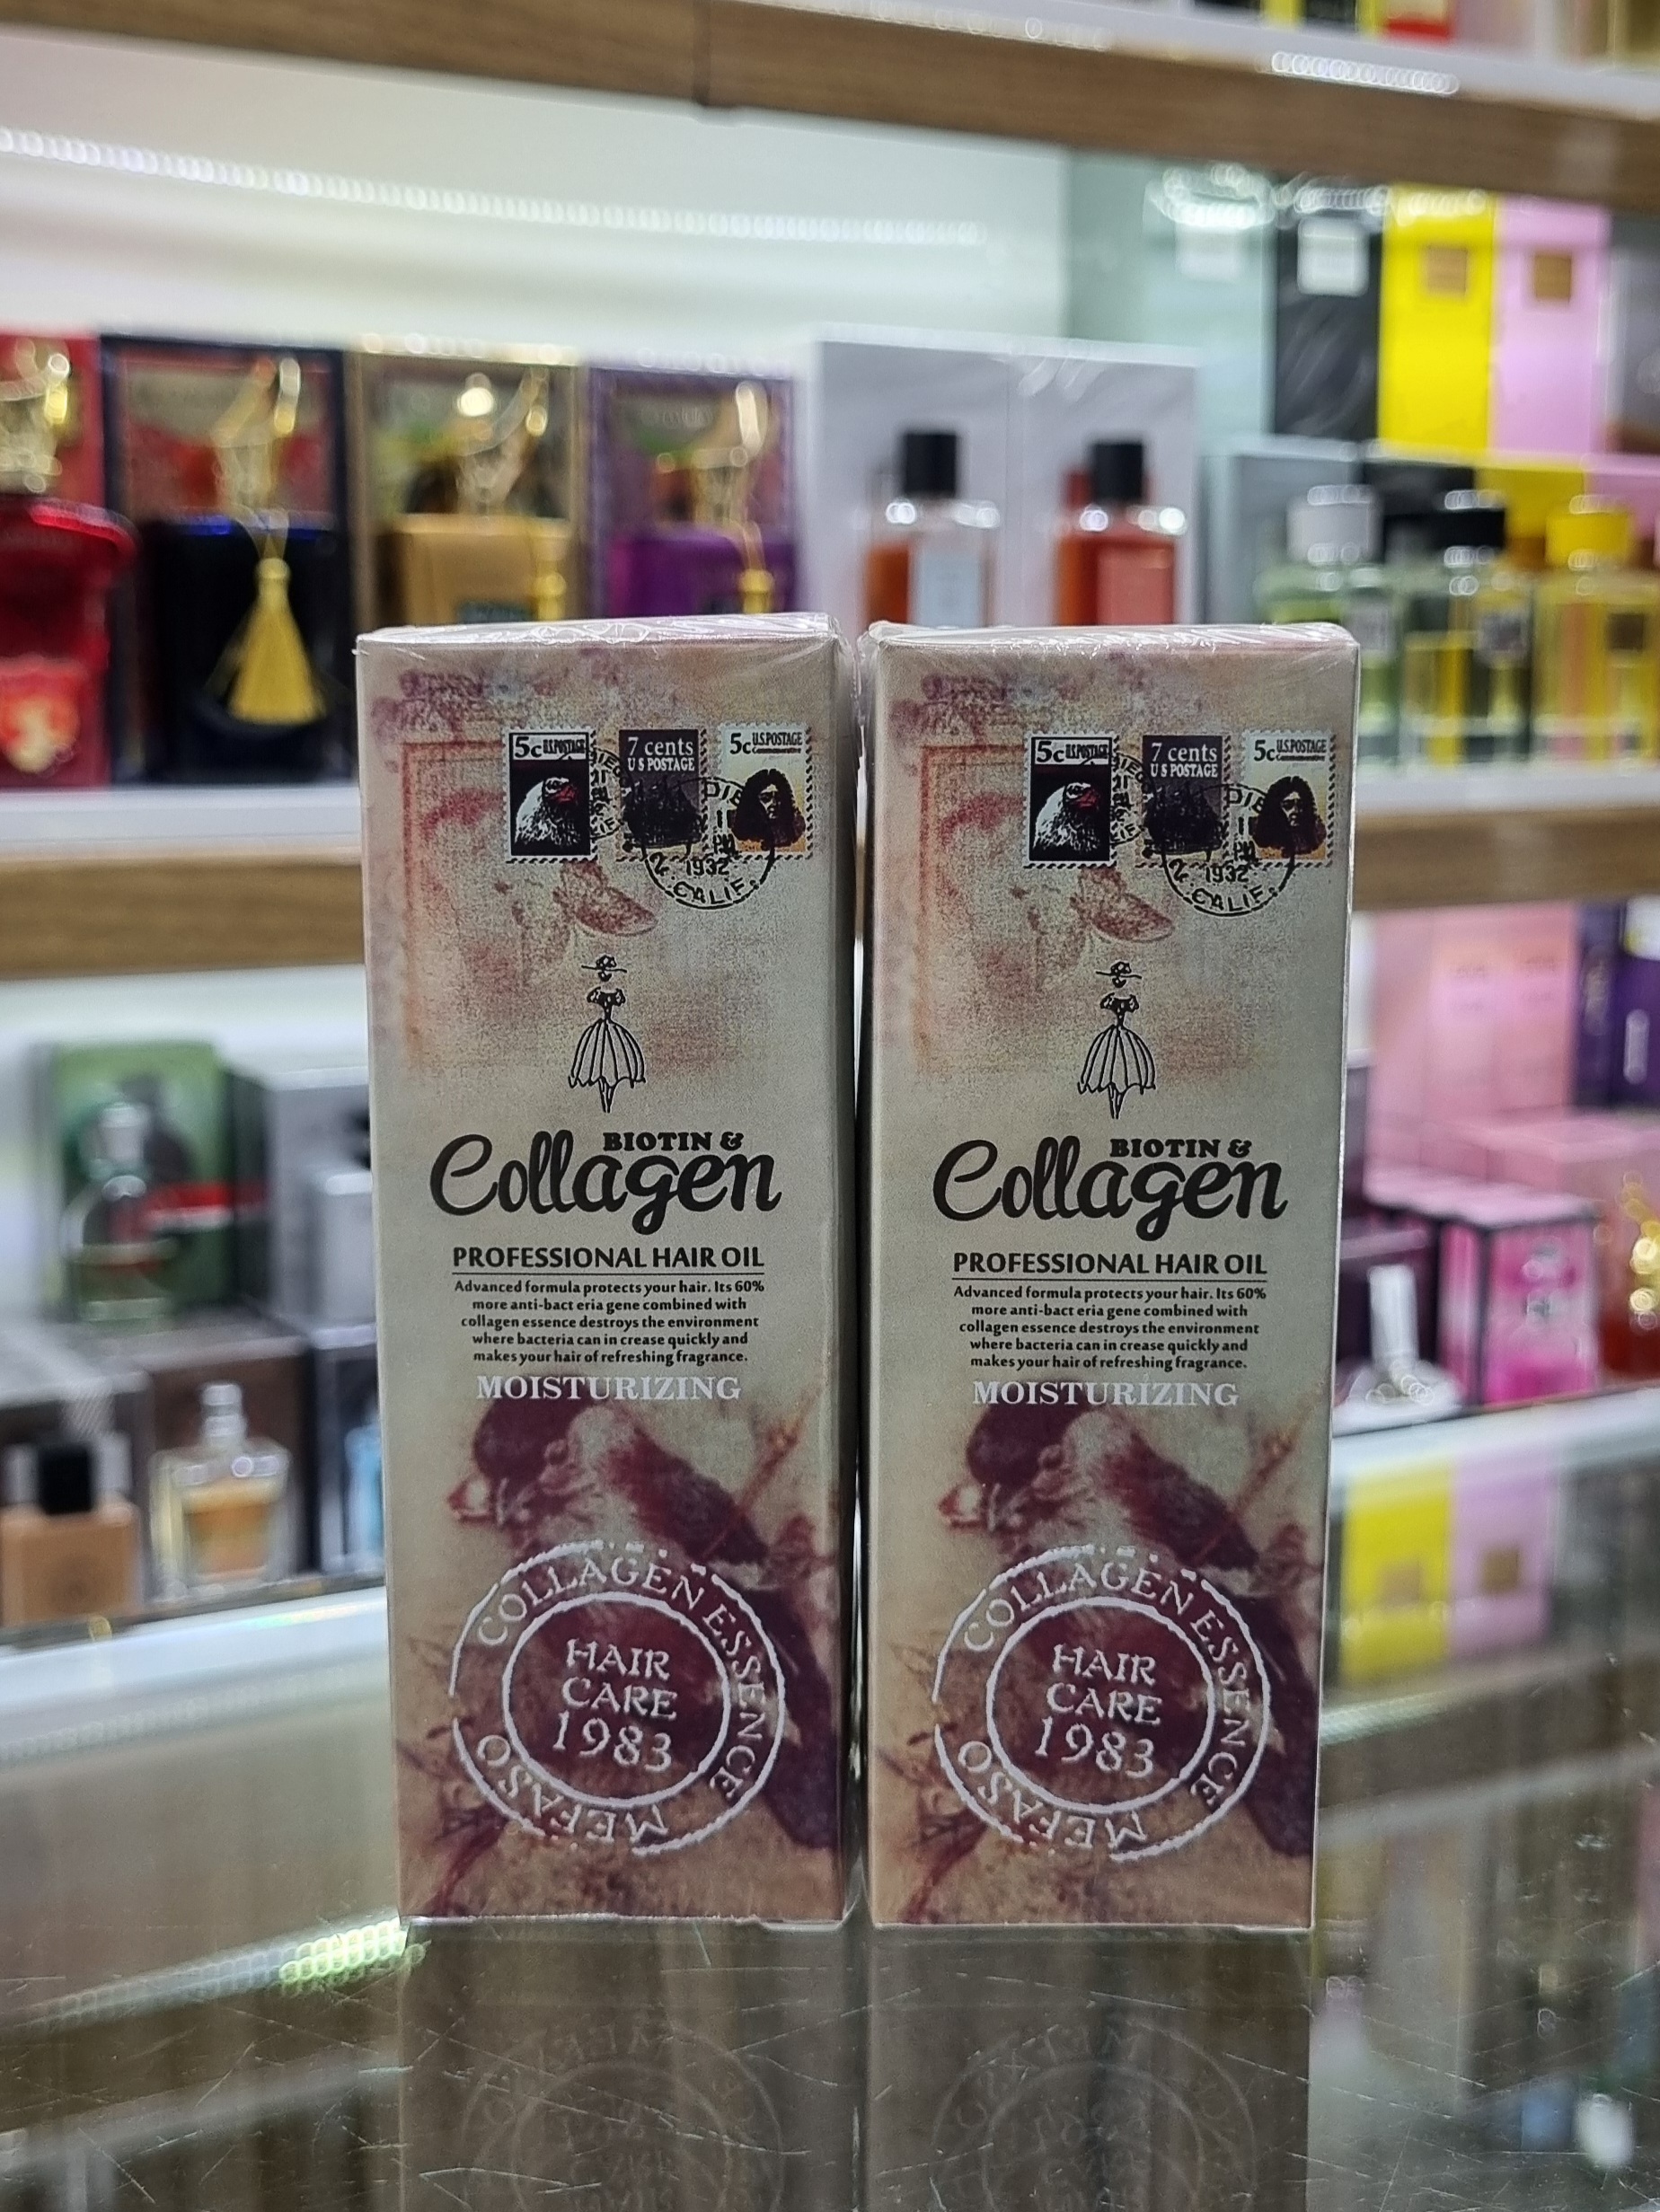 5c U.S.POSTAGE
7 cents
U S POSTAGE
5c U.S.POSTAGE
Commemorative
1932
CALIF.
BIOTIN &
Collagen
PROFESSIONAL HAIR OIL
Advanced formula protects your hair. Its 60%
more anti-bact eria gene combined with
collagen essence destroys the environment
where bacteria can in crease quickly and
makes your hair of refreshing fragrance.
MOISTURIZING
COLLAGEN ESSENCE
HAIR
CARE
1983
MEFASO
5c U.S.POSTAGE
7 cents
U S POSTAGE
5c U.S.POSTAGE
Commemorative
1932
CALIF.
BIOTIN &
Collagen
PROFESSIONAL HAIR OIL
Advanced formula protects your hair. Its 60%
more anti-bact eria gene combined with
collagen essence destroys the environment
where bacteria can in crease quickly and
makes your hair of refreshing fragrance.
MOISTURIZING
COLLAGEN ESSENCE
HAIR
CARE
1983
MEFASO